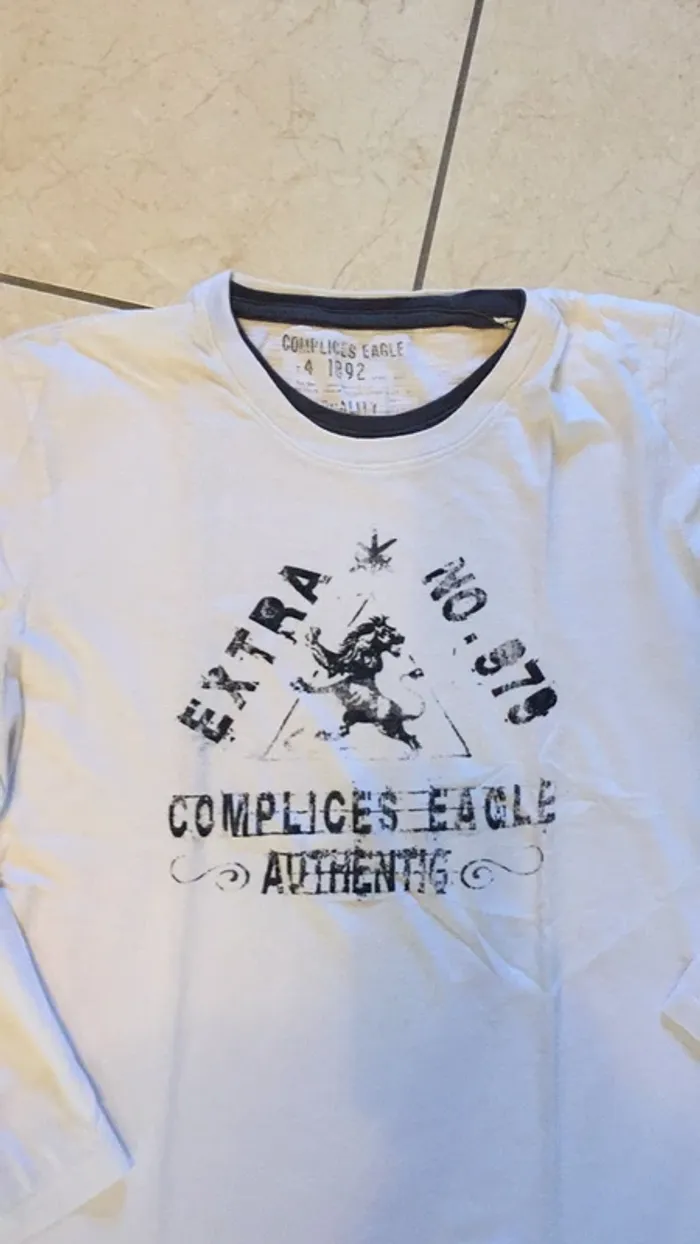 COMPLICES EAGLE
4 1892
EXTRA NO. 979
COMPLICES EAGLE
AUTHENTIC